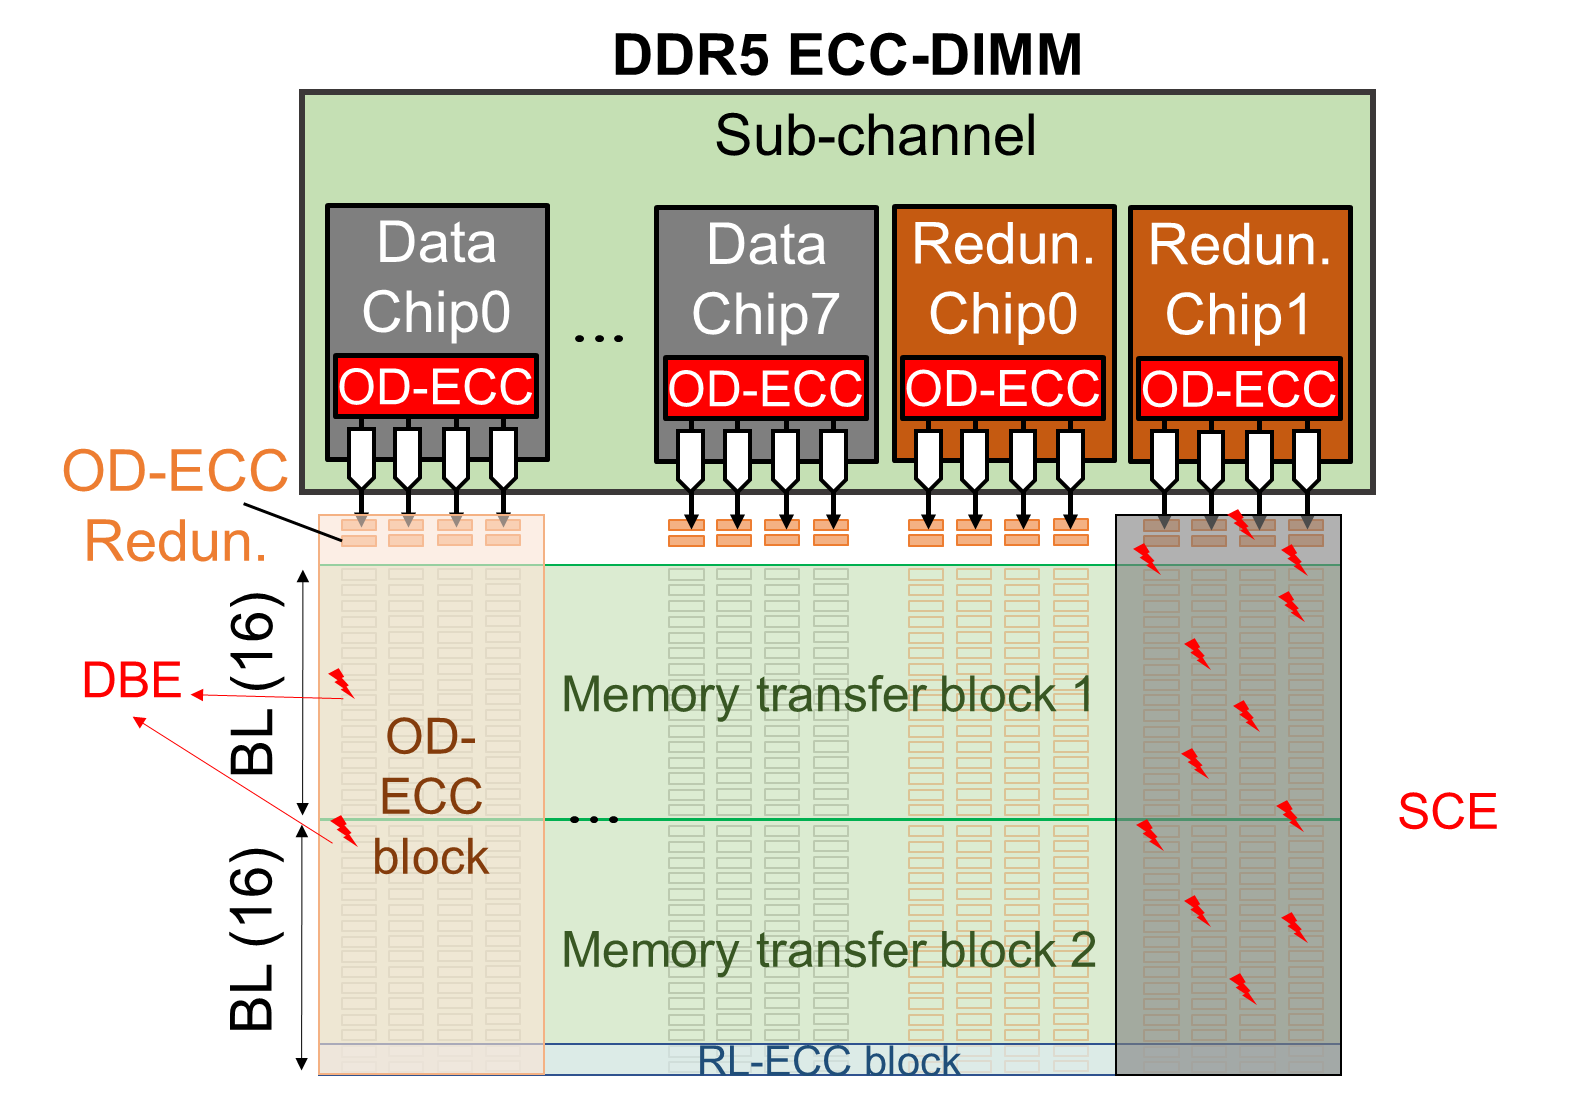 DDR5 ECC-DIMM
Sub-channel
Data
Chip0
OD-ECC
...
Data
Chip7
OD-ECC
Redun.
Chip0
OD-ECC
Redun.
Chip1
OD-ECC
OD-ECC
Redun.
BL (16)
DBE
Memory transfer block 1
OD-
ECC
block
...
SCE
BL (16)
Memory transfer block 2
RL-ECC block